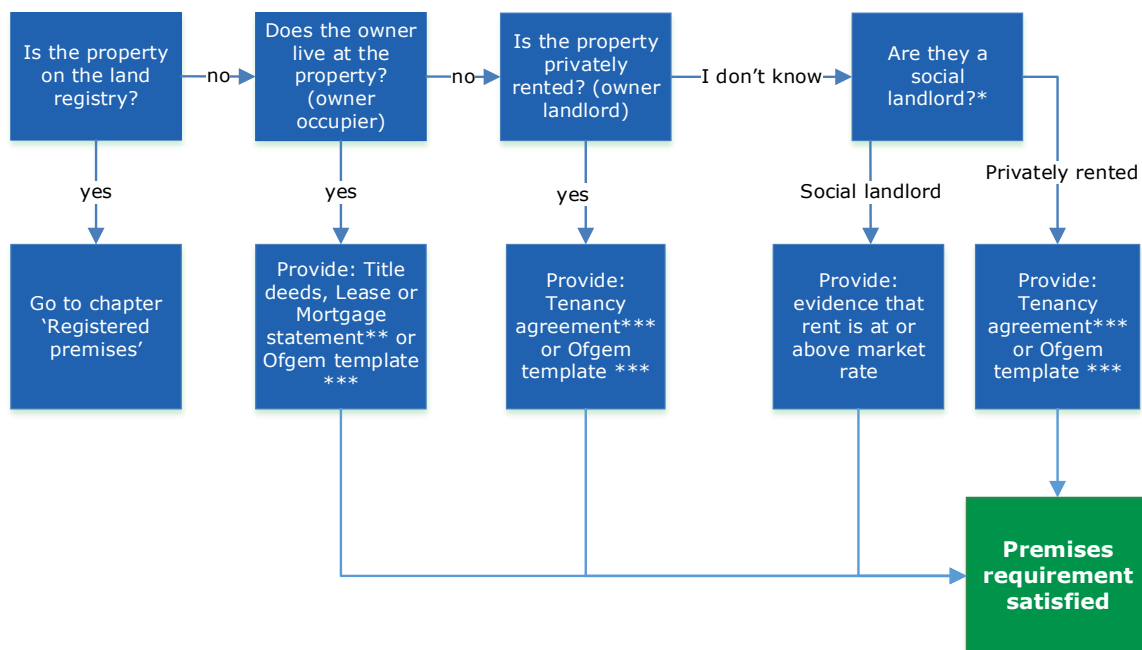 Is the property
on the land
registry?
no
Does the owner
live at the
property?
(owner
occupier)
no
Is the property
privately
rented? (owner
landlord)
I don’t know
Are they a
social
landlord?*
yes
yes
yes
Social landlord
Privately rented
Go to chapter
‘Registered
premises’
Provide: Title
deeds, Lease or
Mortgage
statement** or
Ofgem template
***
Provide:
Tenancy
agreement***
or Ofgem
template ***
Provide:
evidence that
rent is at or
above market
rate
Provide:
Tenancy
agreement***
or Ofgem
template ***
Premises
requirement
satisfied